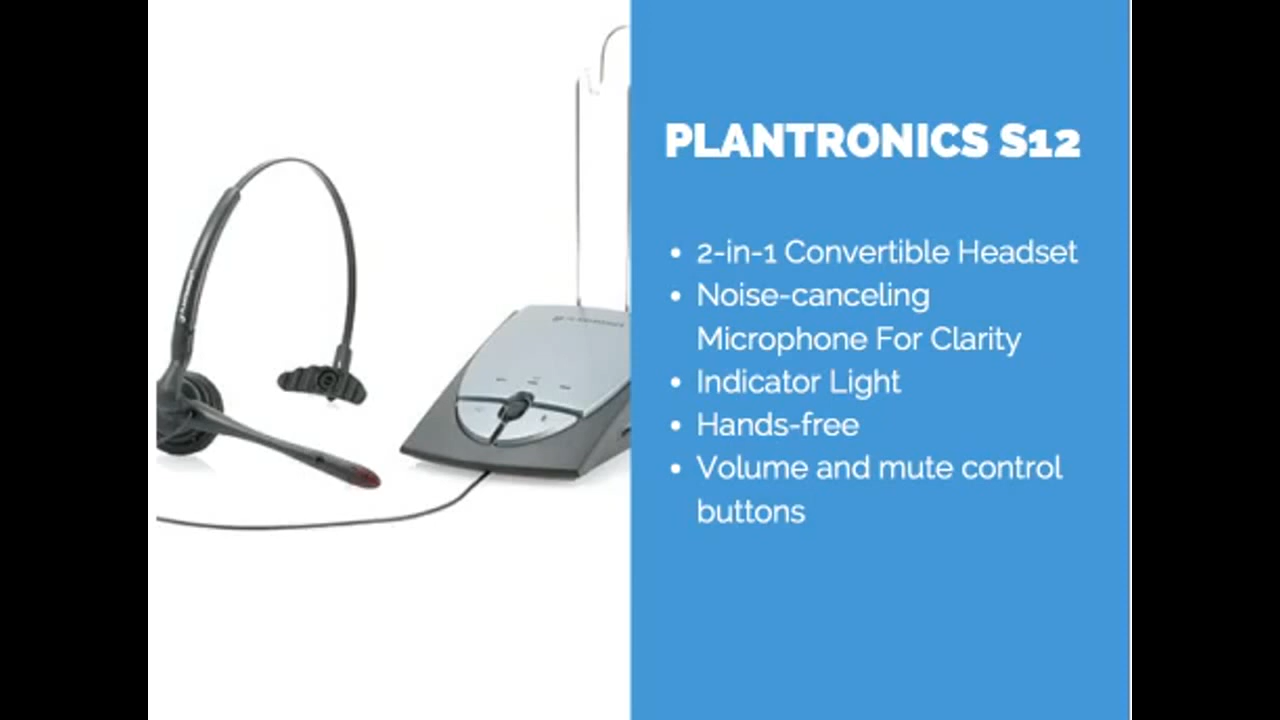 PLANTRONICS S12
• 2-in-1 Convertible Headset
• Noise-canceling
Microphone For Clarity
• Indicator Light
• Hands-free
• Volume and mute control
buttons